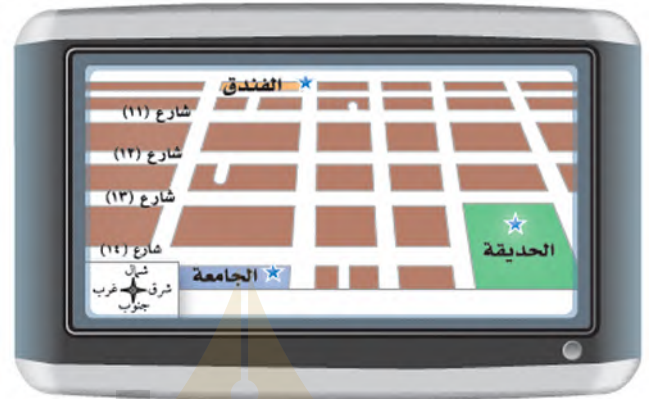 الفندق
شارع (١١)
شارع (١٢)
شارع (١٣)
الحديقة
شارع (١٤)
الجامعة
شمال
شرق غرب
جنوب